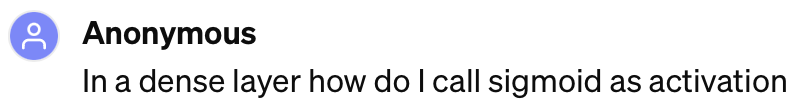 Anonymous
In a dense layer how do I call sigmoid as activation